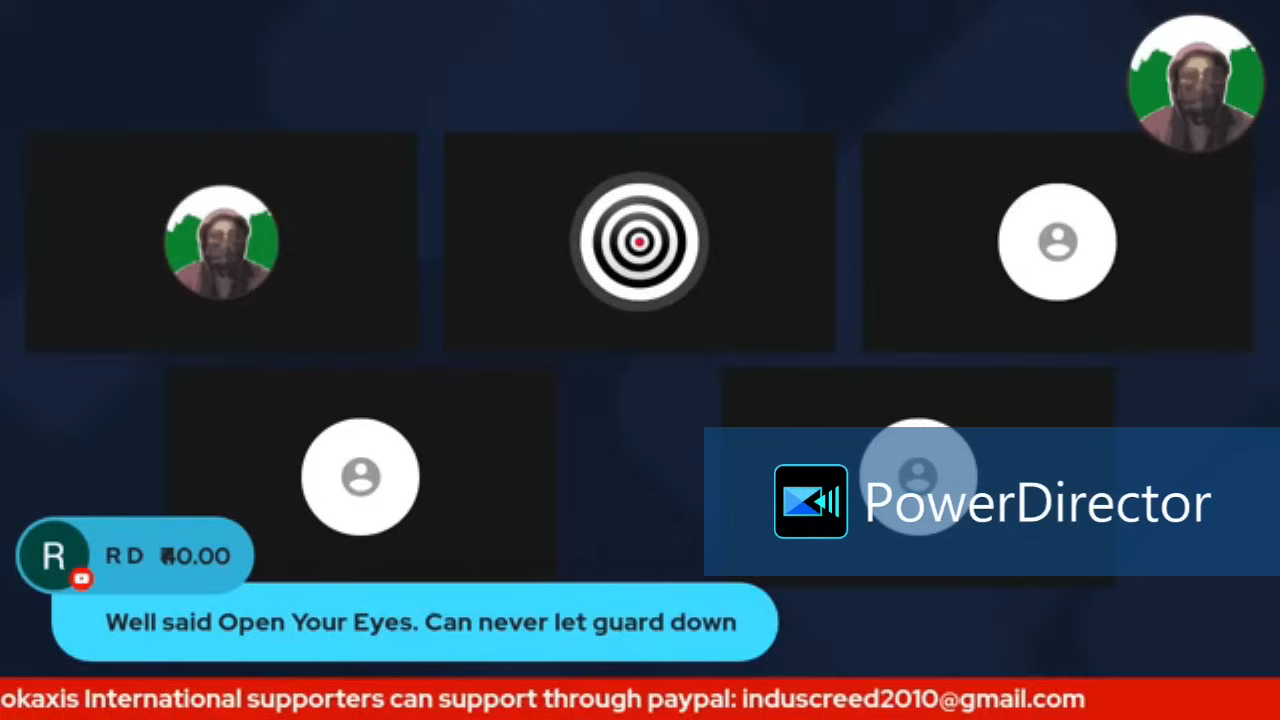 PowerDirector
R
R D ₹40.00
Well said Open Your Eyes. Can never let guard down
okaxis International supporters can support through paypal: induscreed2010@gmail.com